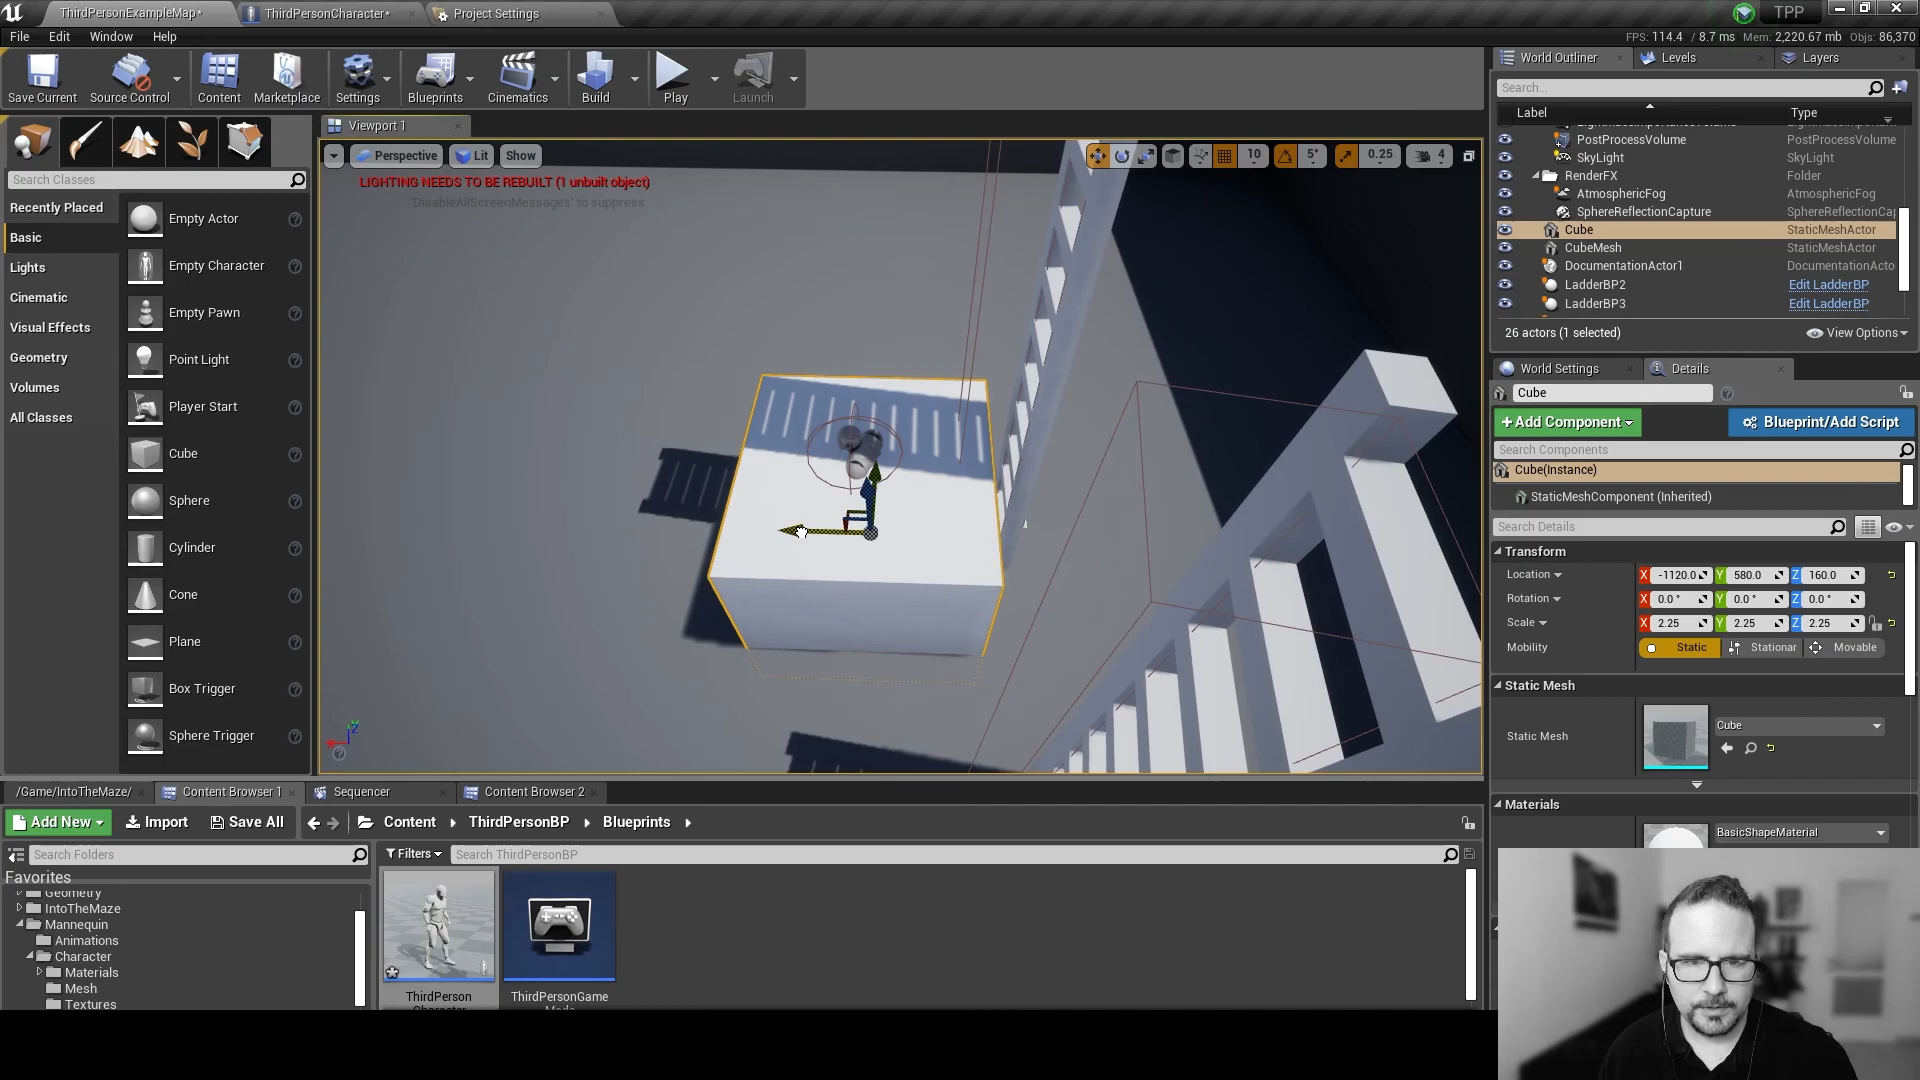 ThirdPersonExampleMap*
ThirdPersonCharacter*
Project Settings
TPP
File
Edit
Window
Help
FPS: 114.4 / 8.7 ms
Mem: 2,220.67 mb
Objs: 86,370
Save Current
Source Control
Content
Marketplace
Settings
Blueprints
Cinematics
Build
Play
Launch
World Outliner
Levels
Layers
Search...
Label
Type
PostProcessVolume
PostProcessVolume
SkyLight
SkyLight
RenderFX
Folder
AtmosphericFog
AtmosphericFog
SphereReflectionCapture
SphereReflectionCap
Cube
StaticMeshActor
CubeMesh
StaticMeshActor
DocumentationActor1
DocumentationActo
LadderBP2
Edit LadderBP
LadderBP3
Edit LadderBP
26 actors (1 selected)
View Options
Viewport 1
Perspective
Lit
Show
10
5°
0.25
4
LIGHTING NEEDS TO BE REBUILT (1 unbuilt object)
'DisableAllScreenMessages' to suppress
Search Classes
Recently Placed
Basic
Lights
Cinematic
Visual Effects
Geometry
Volumes
All Classes
Empty Actor
Empty Character
Empty Pawn
Point Light
Player Start
Cube
Sphere
Cylinder
Cone
Plane
Box Trigger
Sphere Trigger
World Settings
Details
Cube
+Add Component
Blueprint/Add Script
Search Components
Cube(Instance)
StaticMeshComponent (Inherited)
Search Details
Transform
Location
X -1120.0
Y 580.0
Z 160.0
Rotation
X 0.0 °
Y 0.0 °
Z 0.0 °
Scale
X 2.25
Y 2.25
Z 2.25
Mobility
Static
Stationar
Movable
Static Mesh
Static Mesh
Cube
Materials
BasicShapeMaterial
/Game/IntoTheMaze/
Content Browser 1
Sequencer
Content Browser 2
Add New
Import
Save All
Content
ThirdPersonBP
Blueprints
Search Folders
Filters
Search ThirdPersonBP
Favorites
Geometry
IntoTheMaze
Mannequin
Animations
Character
Materials
Mesh
Textures
ThirdPerson
Character
ThirdPersonGame
Mode